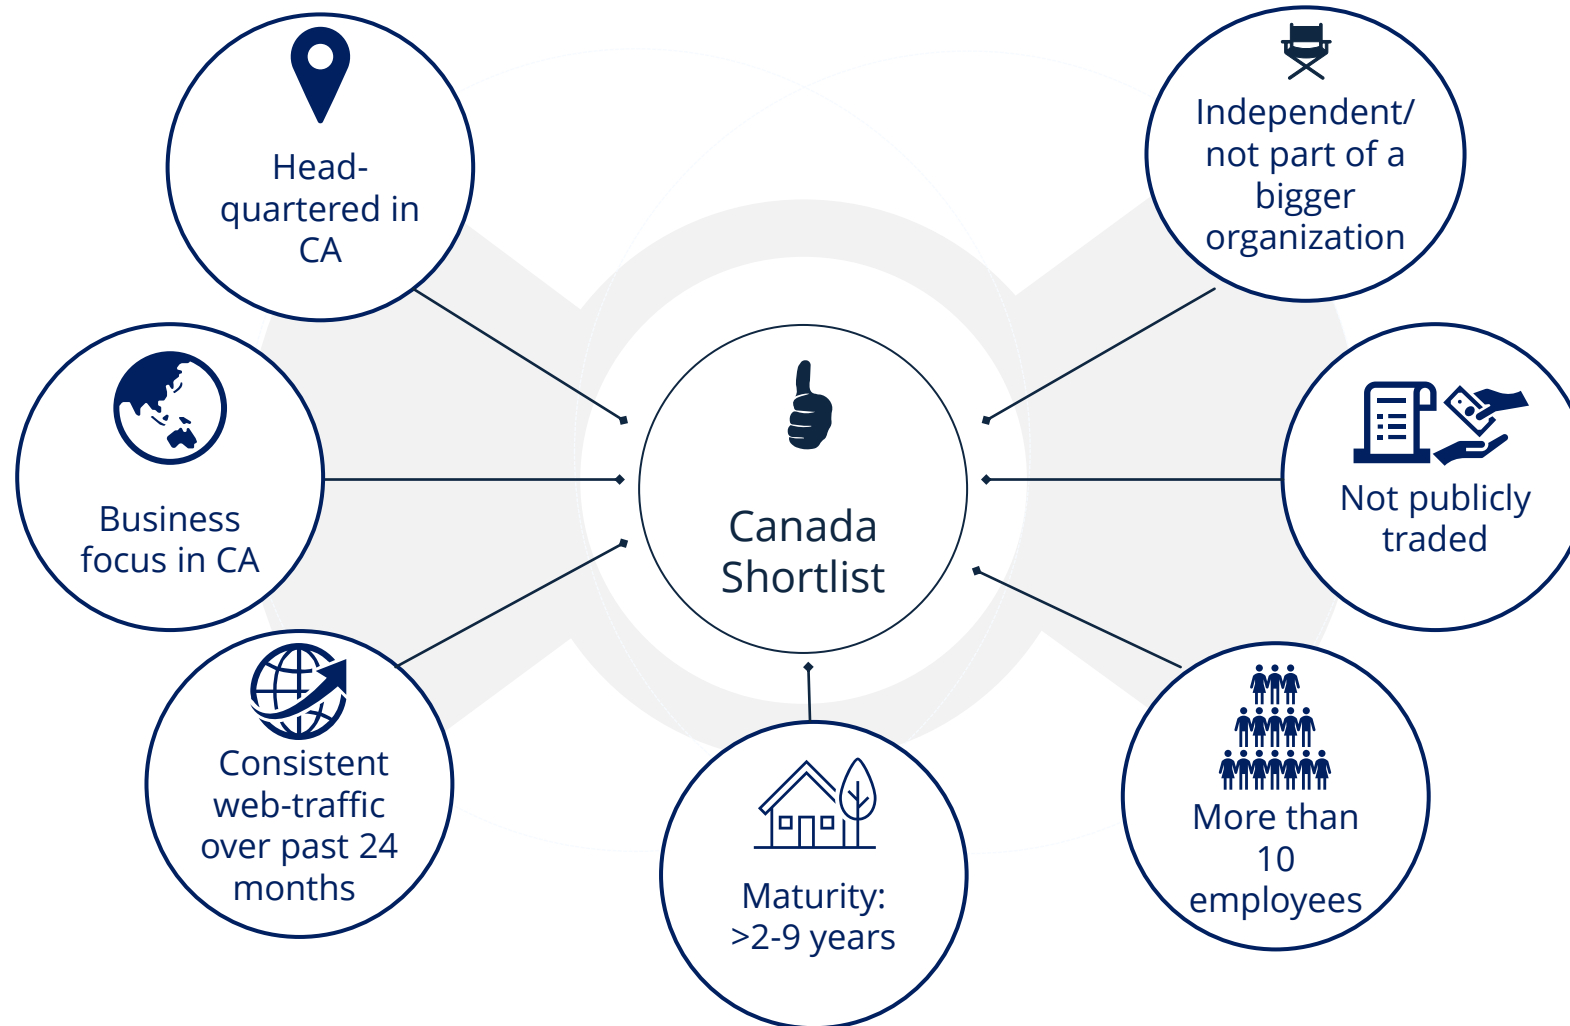 Head-
quartered in
CA
Independent/
not part of a
bigger
organization
Business
focus in CA
Canada
Shortlist
Not publicly
traded
Consistent
web-traffic
over past 24
months
Maturity:
>2-9 years
More than
10
employees